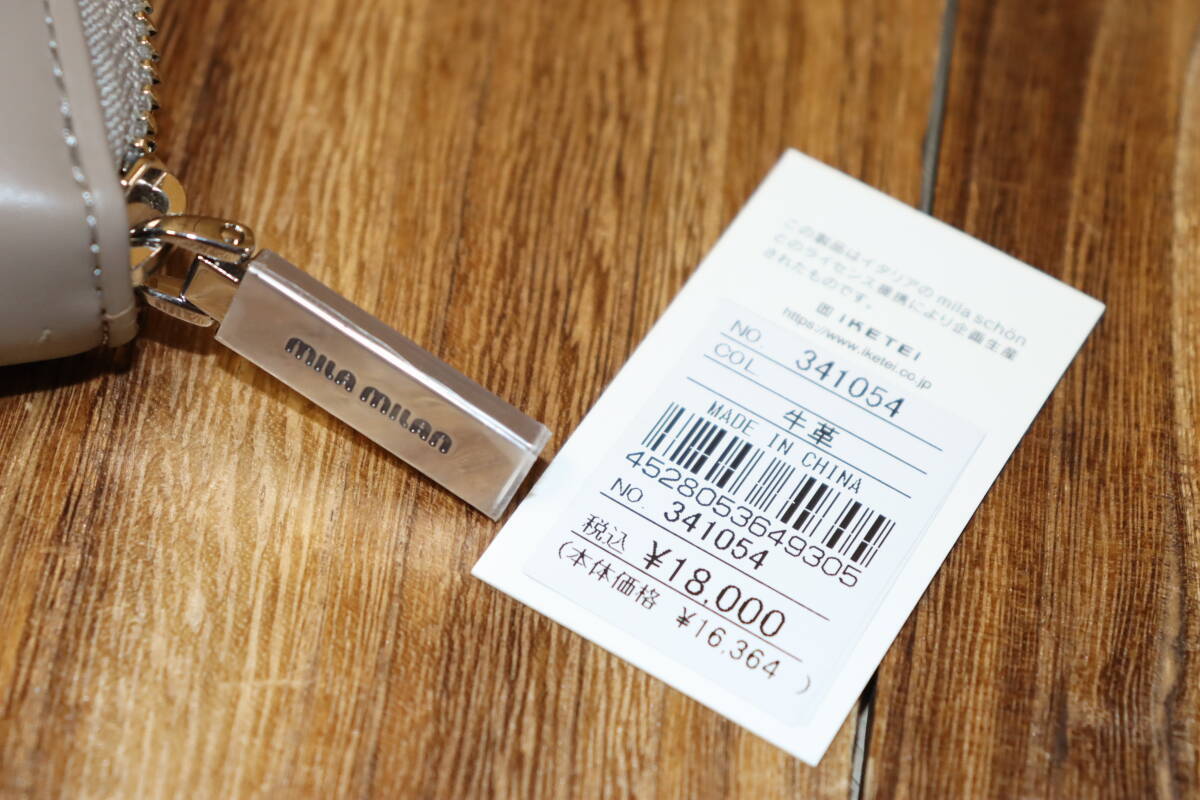 MILA MILAN
この製品はイタリアの mila schön
とのライセンス提携により企画生産
されたものです。
IKETEI
https://www.iketei.co.jp
NO 341054
COL
牛革
MADE IN CHINA
4528053649305
NO. 341054
税込 ¥18,000
(本体価格 ¥16,364 )